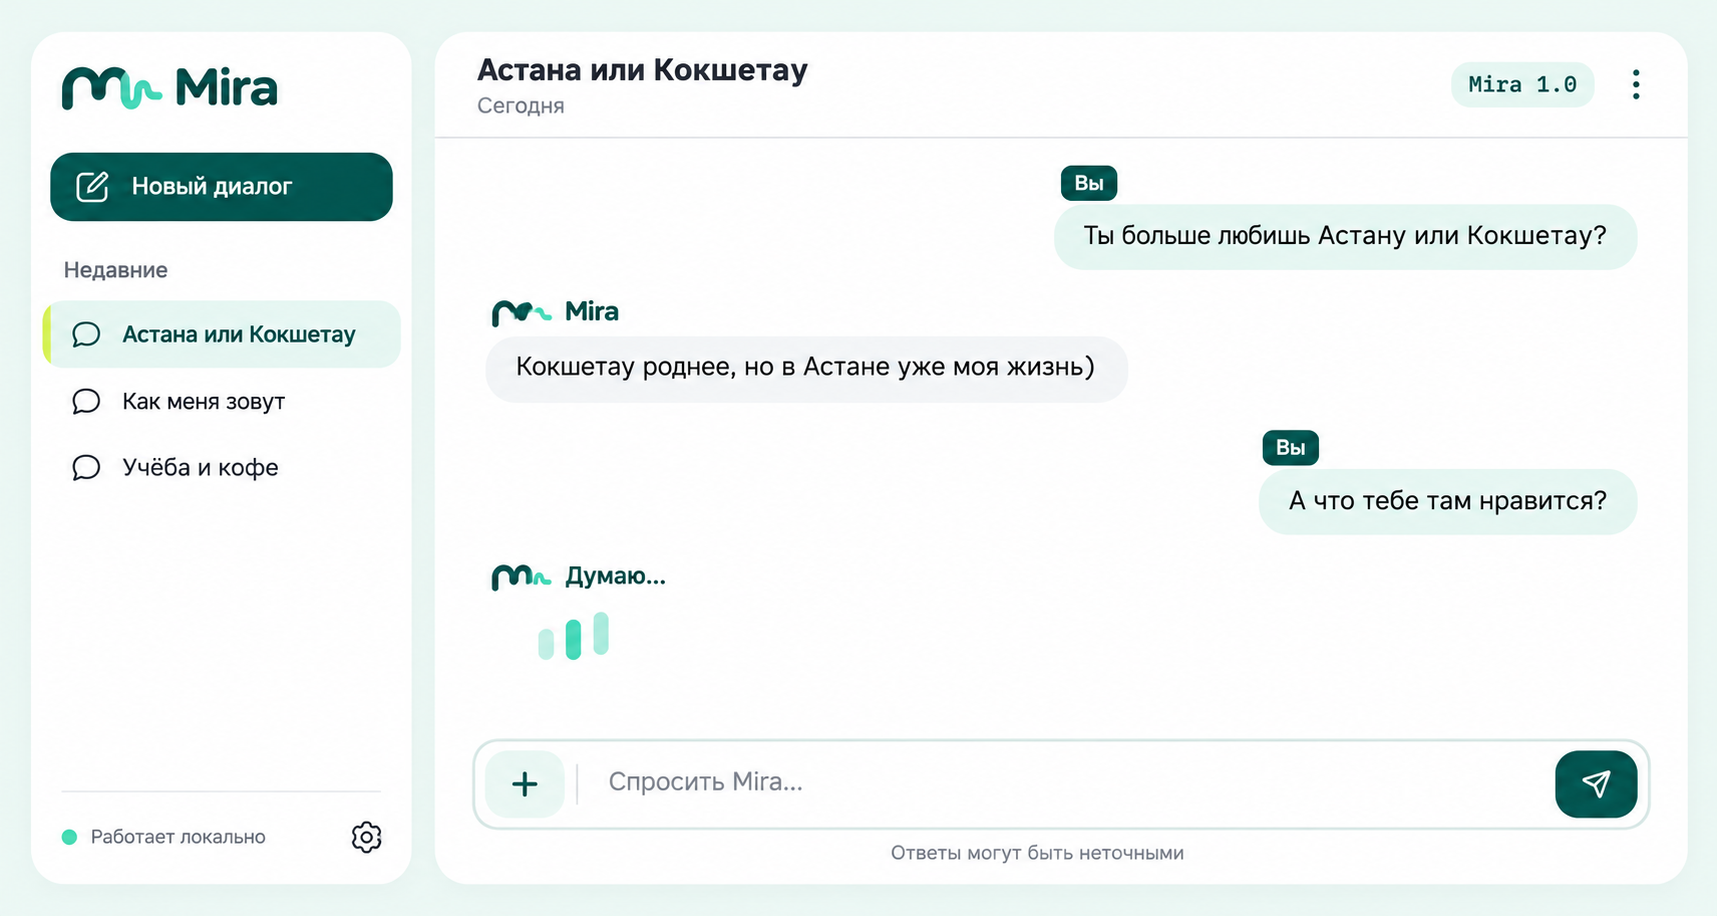 Mira
Новый диалог
Недавние
Астана или Кокшетау
Как меня зовут
Учёба и кофе
Работает локально
Астана или Кокшетау
Сегодня
Mira 1.0
Вы
Ты больше любишь Астану или Кокшетау?
Mira
Кокшетау роднее, но в Астане уже моя жизнь)
Вы
А что тебе там нравится?
Думаю...
Спросить Mira...
Ответы могут быть неточными